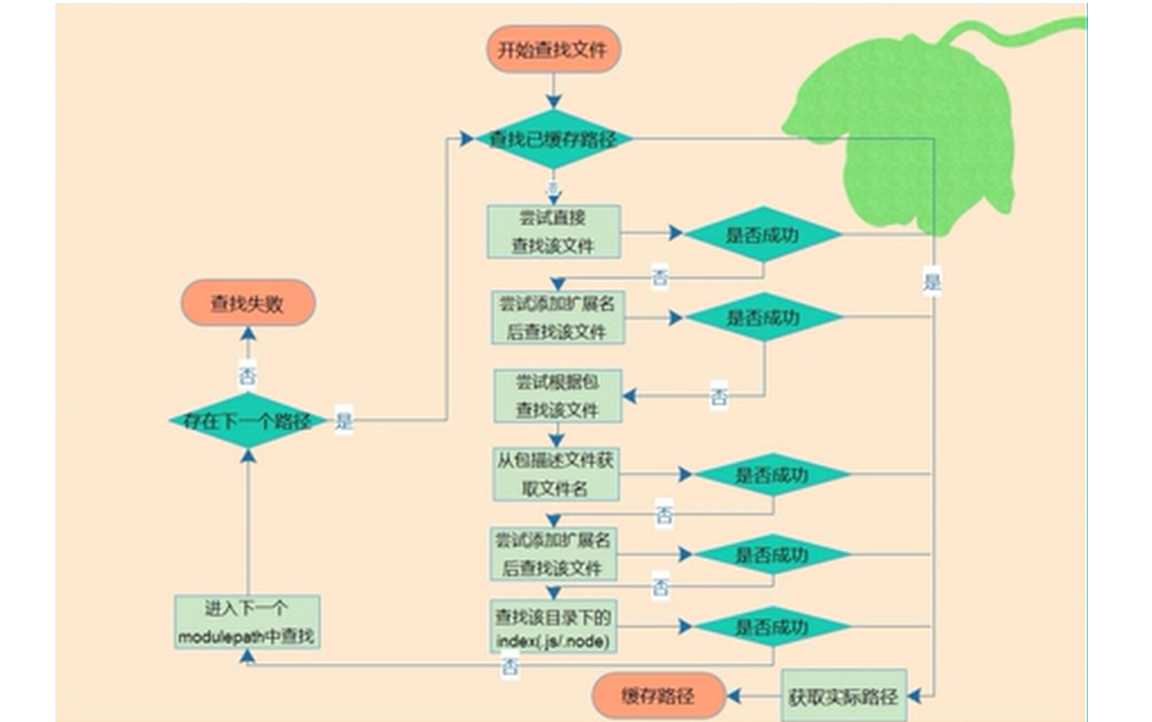 开始查找文件
查找已缓存路径
否
尝试直接
查找该文件
是否成功
否
是
尝试添加扩展名
后查找该文件
是否成功
查找失败
否
尝试根据包
查找该文件
否
存在下一个路径
是
从包描述文件获
取文件名
是否成功
否
尝试添加扩展名
后查找该文件
是否成功
否
进入下一个
modulepath中查找
查找该目录下的
index(.js/.node)
是否成功
否
缓存路径
获取实际路径